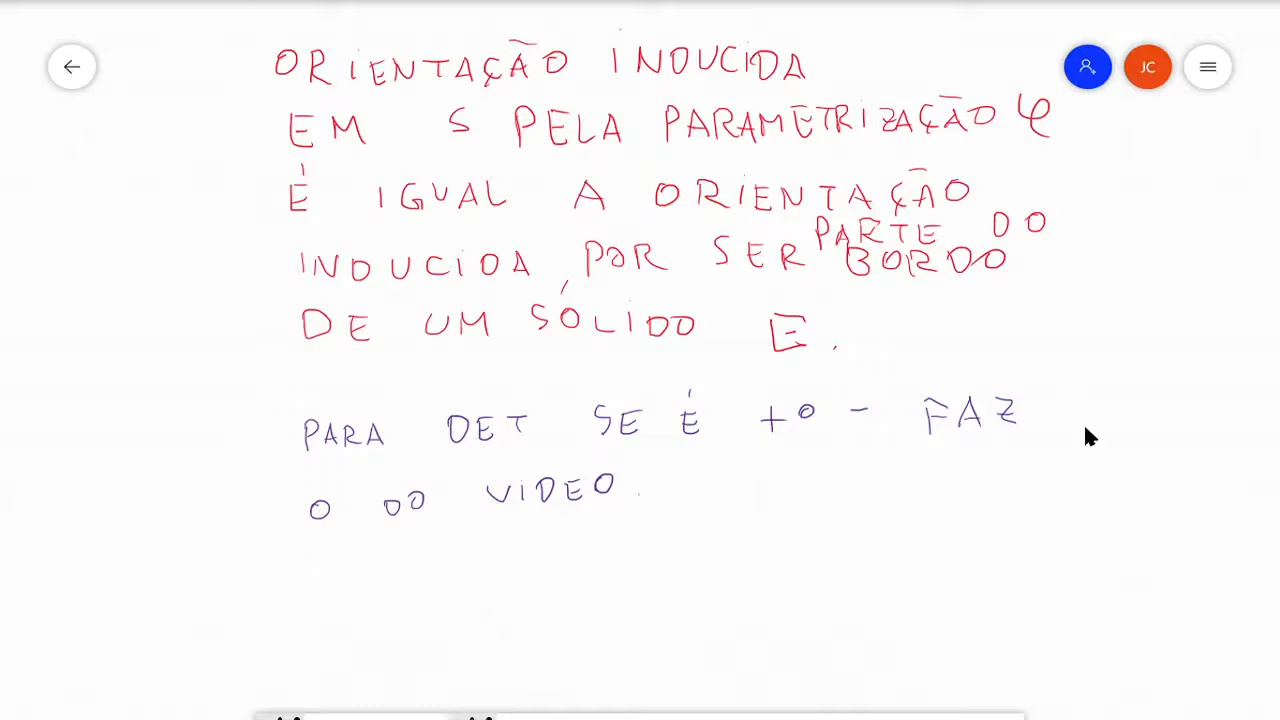 ORIENTAÇÃO INDUCIDA
EM S PELA PARAMETRIZAÇÃO φ
É IGUAL A ORIENTAÇÃO
INDUCIDA POR SER PARTE DO BORDO
DE UM SÓLIDO E.
PARA DET SE É + O - FAZ
O DO VIDEO.
JC